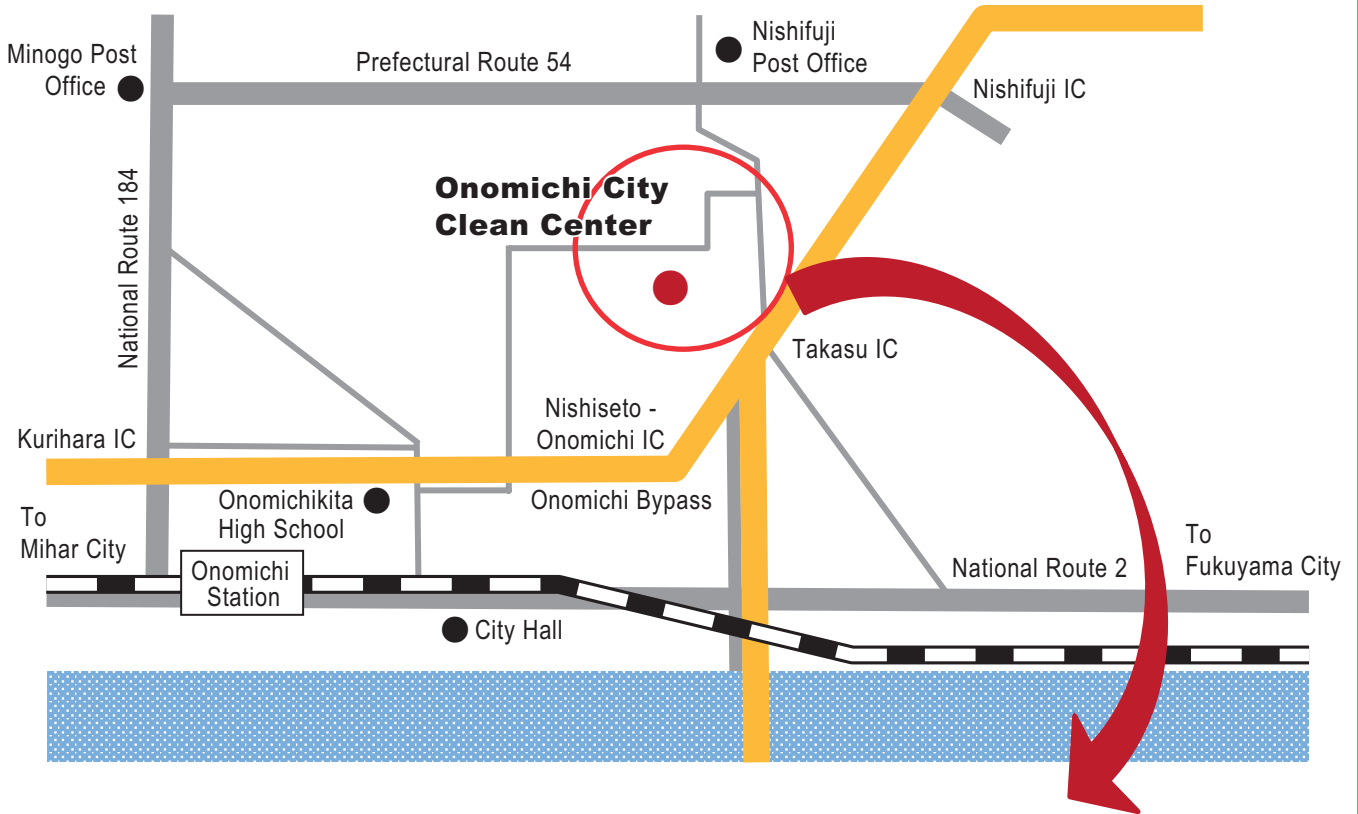 Minogo Post
Office
Prefectural Route 54
Nishifuji
Post Office
Nishifuji IC
National Route 184
Onomichi City
Clean Center
Takasu IC
Kurihara IC
Nishiseto -
Onomichi IC
Onomichikita
High School
Onomichi Bypass
To
Mihar City
Onomichi
Station
National Route 2
To
Fukuyama City
City Hall